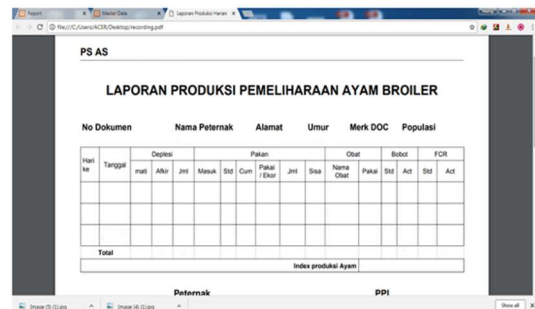 Report
Master Data
Laporan Produksi Harian
file:///C:/Users/ACER/Desktop/recording.pdf
PS AS
LAPORAN PRODUKSI PEMELIHARAAN AYAM BROILER
No Dokumen Nama Peternak Alamat Umur Merk DOC Populasi
Hari ke Tanggal Deplesi Pakan Obat Bobot FCR
mati Afkir Jml Masuk Std Cum Pakai / Ekor Jml Sisa Nama Obat Pakai Std Act Std Act
Total
Index produksi Ayam
Peternak PPL
Show all